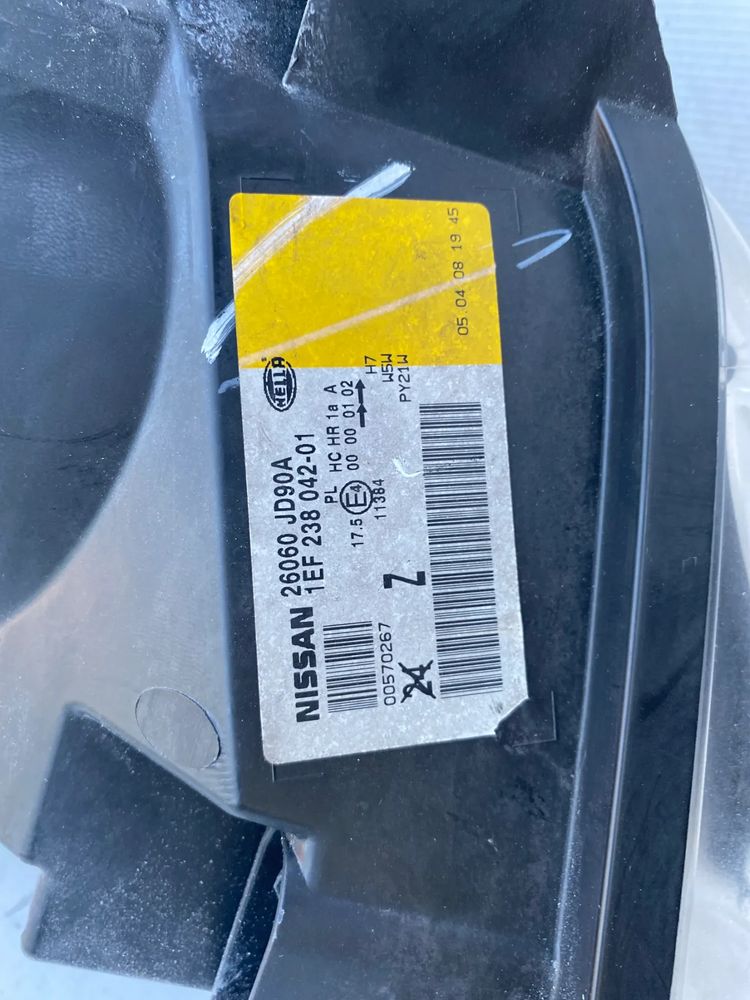 NISSAN 26060 JD90A
1EF 238 042-01
HELLA
®
PL HC HR 1a A
17.5 E4 00 00 01 02
11384
H7
W5W
PY21W
05.04.08 19 45
00570267
24
Z